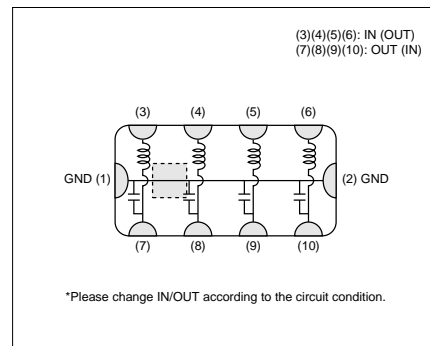 (3)(4)(5)(6): IN (OUT)
(7)(8)(9)(10): OUT (IN)
(3) (4) (5) (6)
GND (1) (2) GND
(7) (8) (9) (10)
*Please change IN/OUT according to the circuit condition.